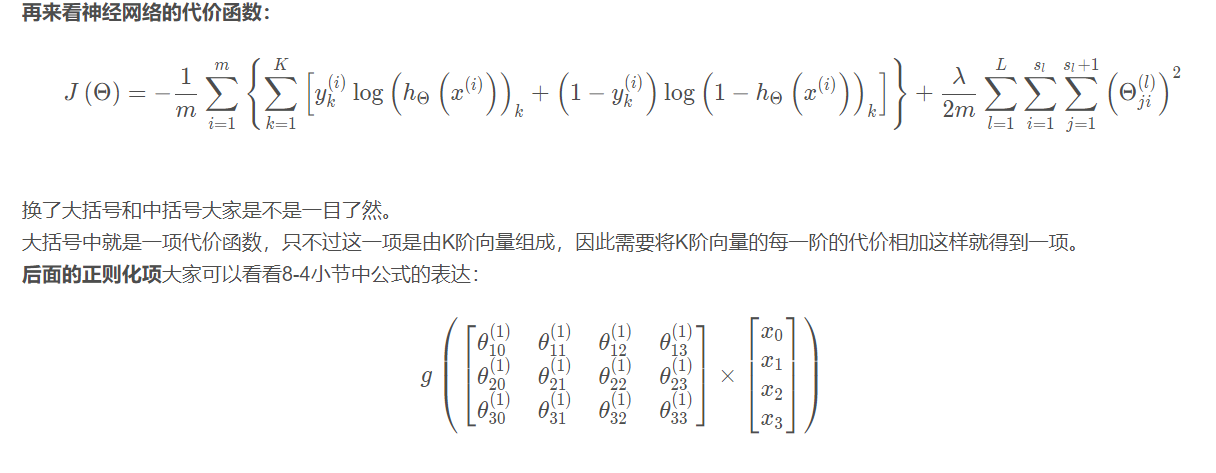 再来看神经网络的代价函数：
$J\left(\Theta\right)=-\frac{1}{m}\sum_{i=1}^{m}\left\{\sum_{k=1}^{K}\left[y_k^{(i)}\log\left(h_\Theta\left(x^{(i)}\right)\right)_k+\left(1-y_k^{(i)}\right)\log\left(1-h_\Theta\left(x^{(i)}\right)\right)_k\right]\right\}+\frac{\lambda}{2m}\sum_{l=1}^{L}\sum_{i=1}^{s_l}\sum_{j=1}^{s_l+1}\left(\Theta_{ji}^{(l)}\right)^2$
换了大括号和中括号大家是不是一目了然。
大括号中就是一项代价函数，只不过这一项是由K阶向量组成，因此需要将K阶向量的每一阶的代价相加这样就得到一项。
后面的正则化项大家可以看看8-4小节中公式的表达：
$g\left(\begin{bmatrix}\theta_{10}^{(1)}&\theta_{11}^{(1)}&\theta_{12}^{(1)}&\theta_{13}^{(1)}\\\theta_{20}^{(1)}&\theta_{21}^{(1)}&\theta_{22}^{(1)}&\theta_{23}^{(1)}\\\theta_{30}^{(1)}&\theta_{31}^{(1)}&\theta_{32}^{(1)}&\theta_{33}^{(1)}\end{bmatrix}\times\begin{bmatrix}x_0\\x_1\\x_2\\x_3\end{bmatrix}\right)$